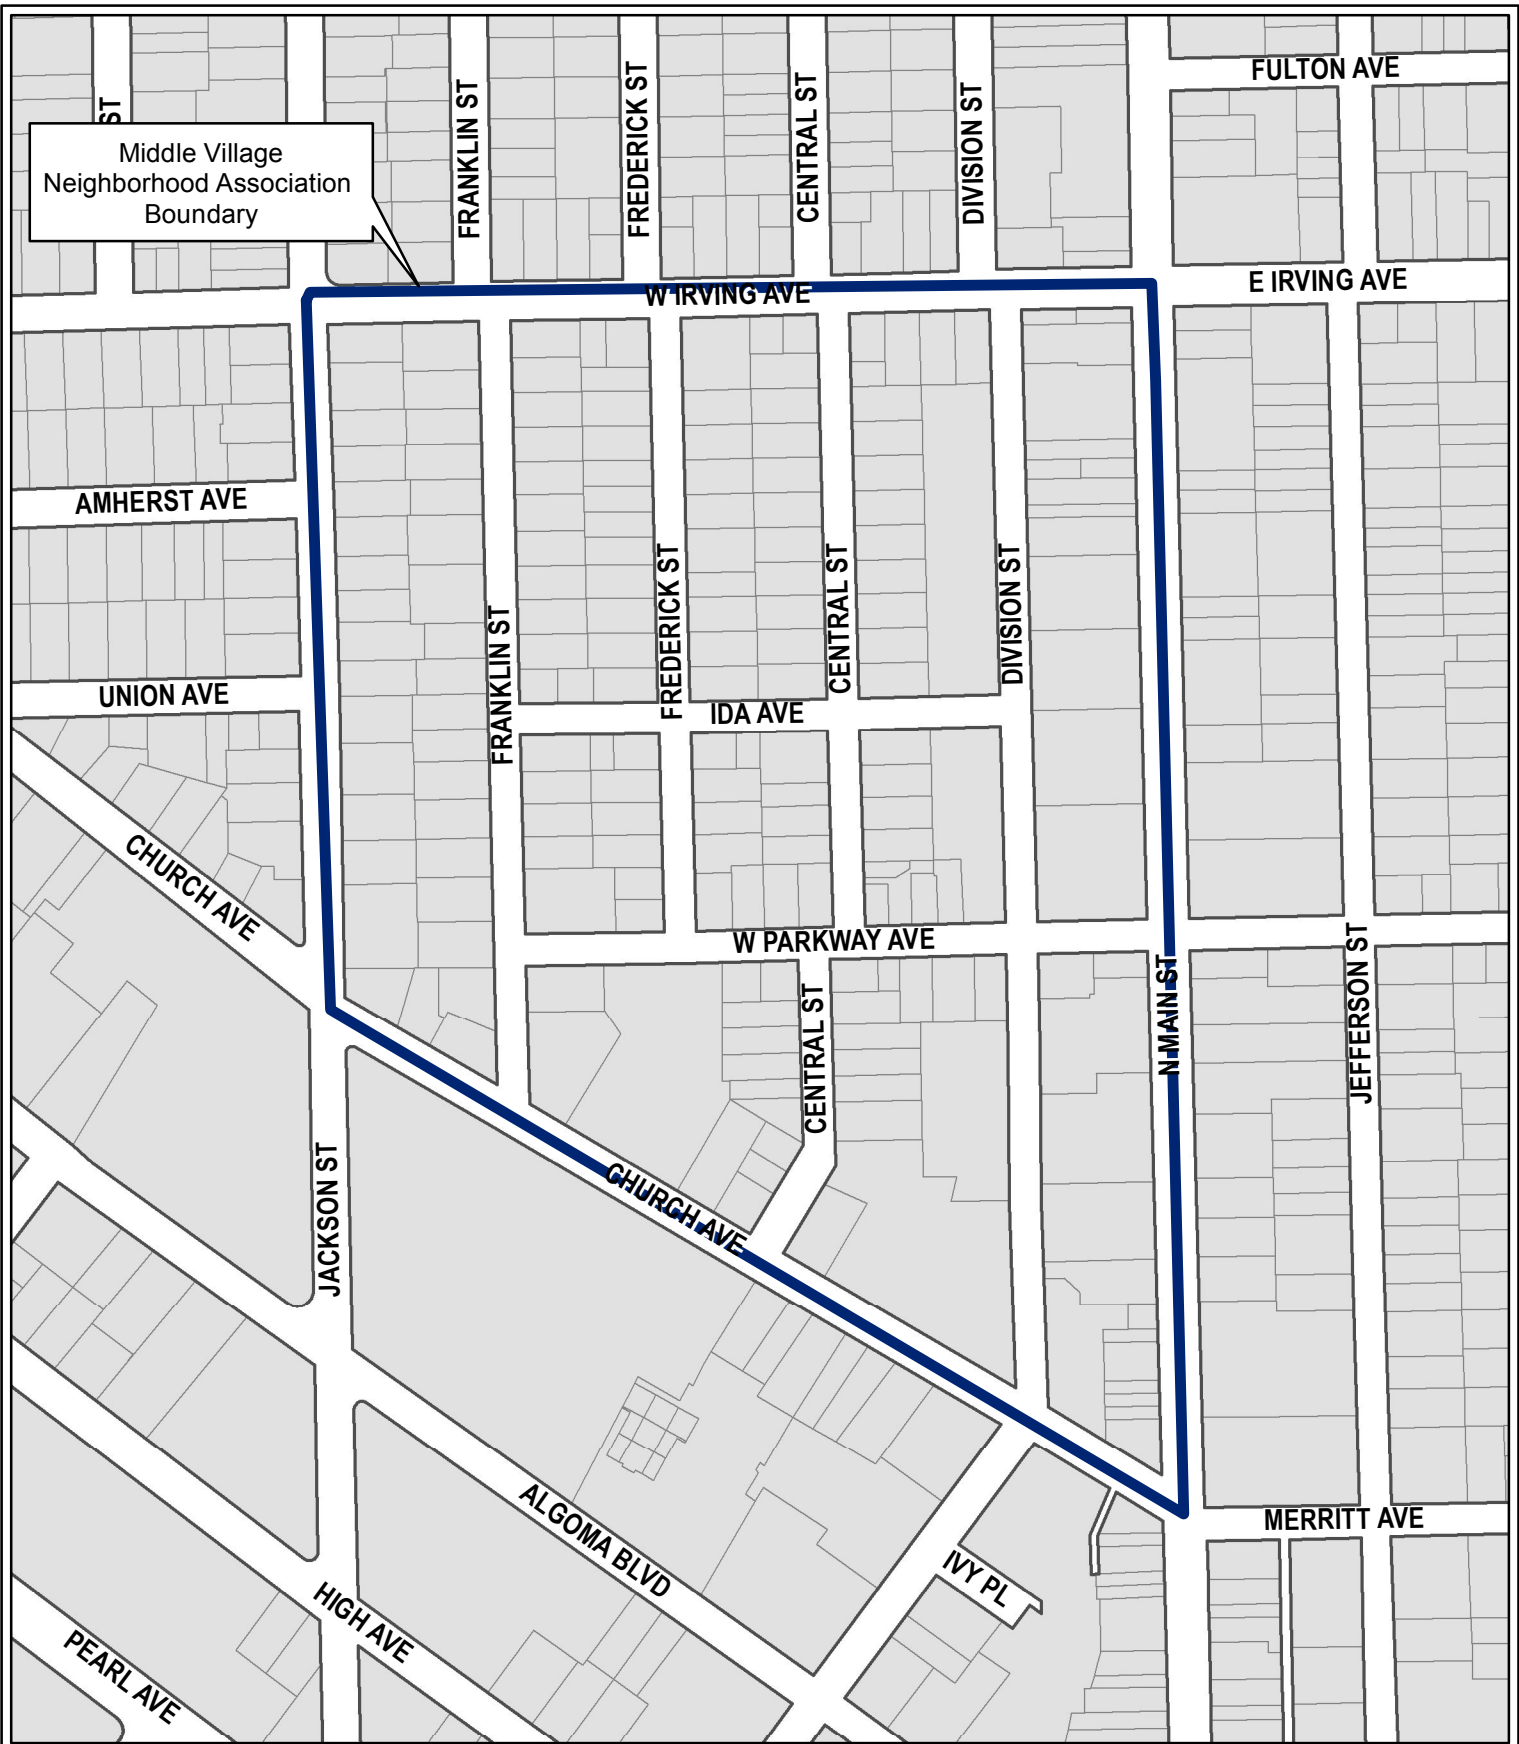 FULTON AVE
ST
FRANKLIN ST
FREDERICK ST
CENTRAL ST
DIVISION ST
Middle Village
Neighborhood Association
Boundary
W IRVING AVE
E IRVING AVE
AMHERST AVE
FREDERICK ST
CENTRAL ST
DIVISION ST
FRANKLIN ST
UNION AVE
IDA AVE
CHURCH AVE
W PARKWAY AVE
N MAIN ST
JEFFERSON ST
CENTRAL ST
JACKSON ST
CHURCH AVE
ALGOMA BLVD
MERRITT AVE
IVY PL
HIGH AVE
PEARL AVE